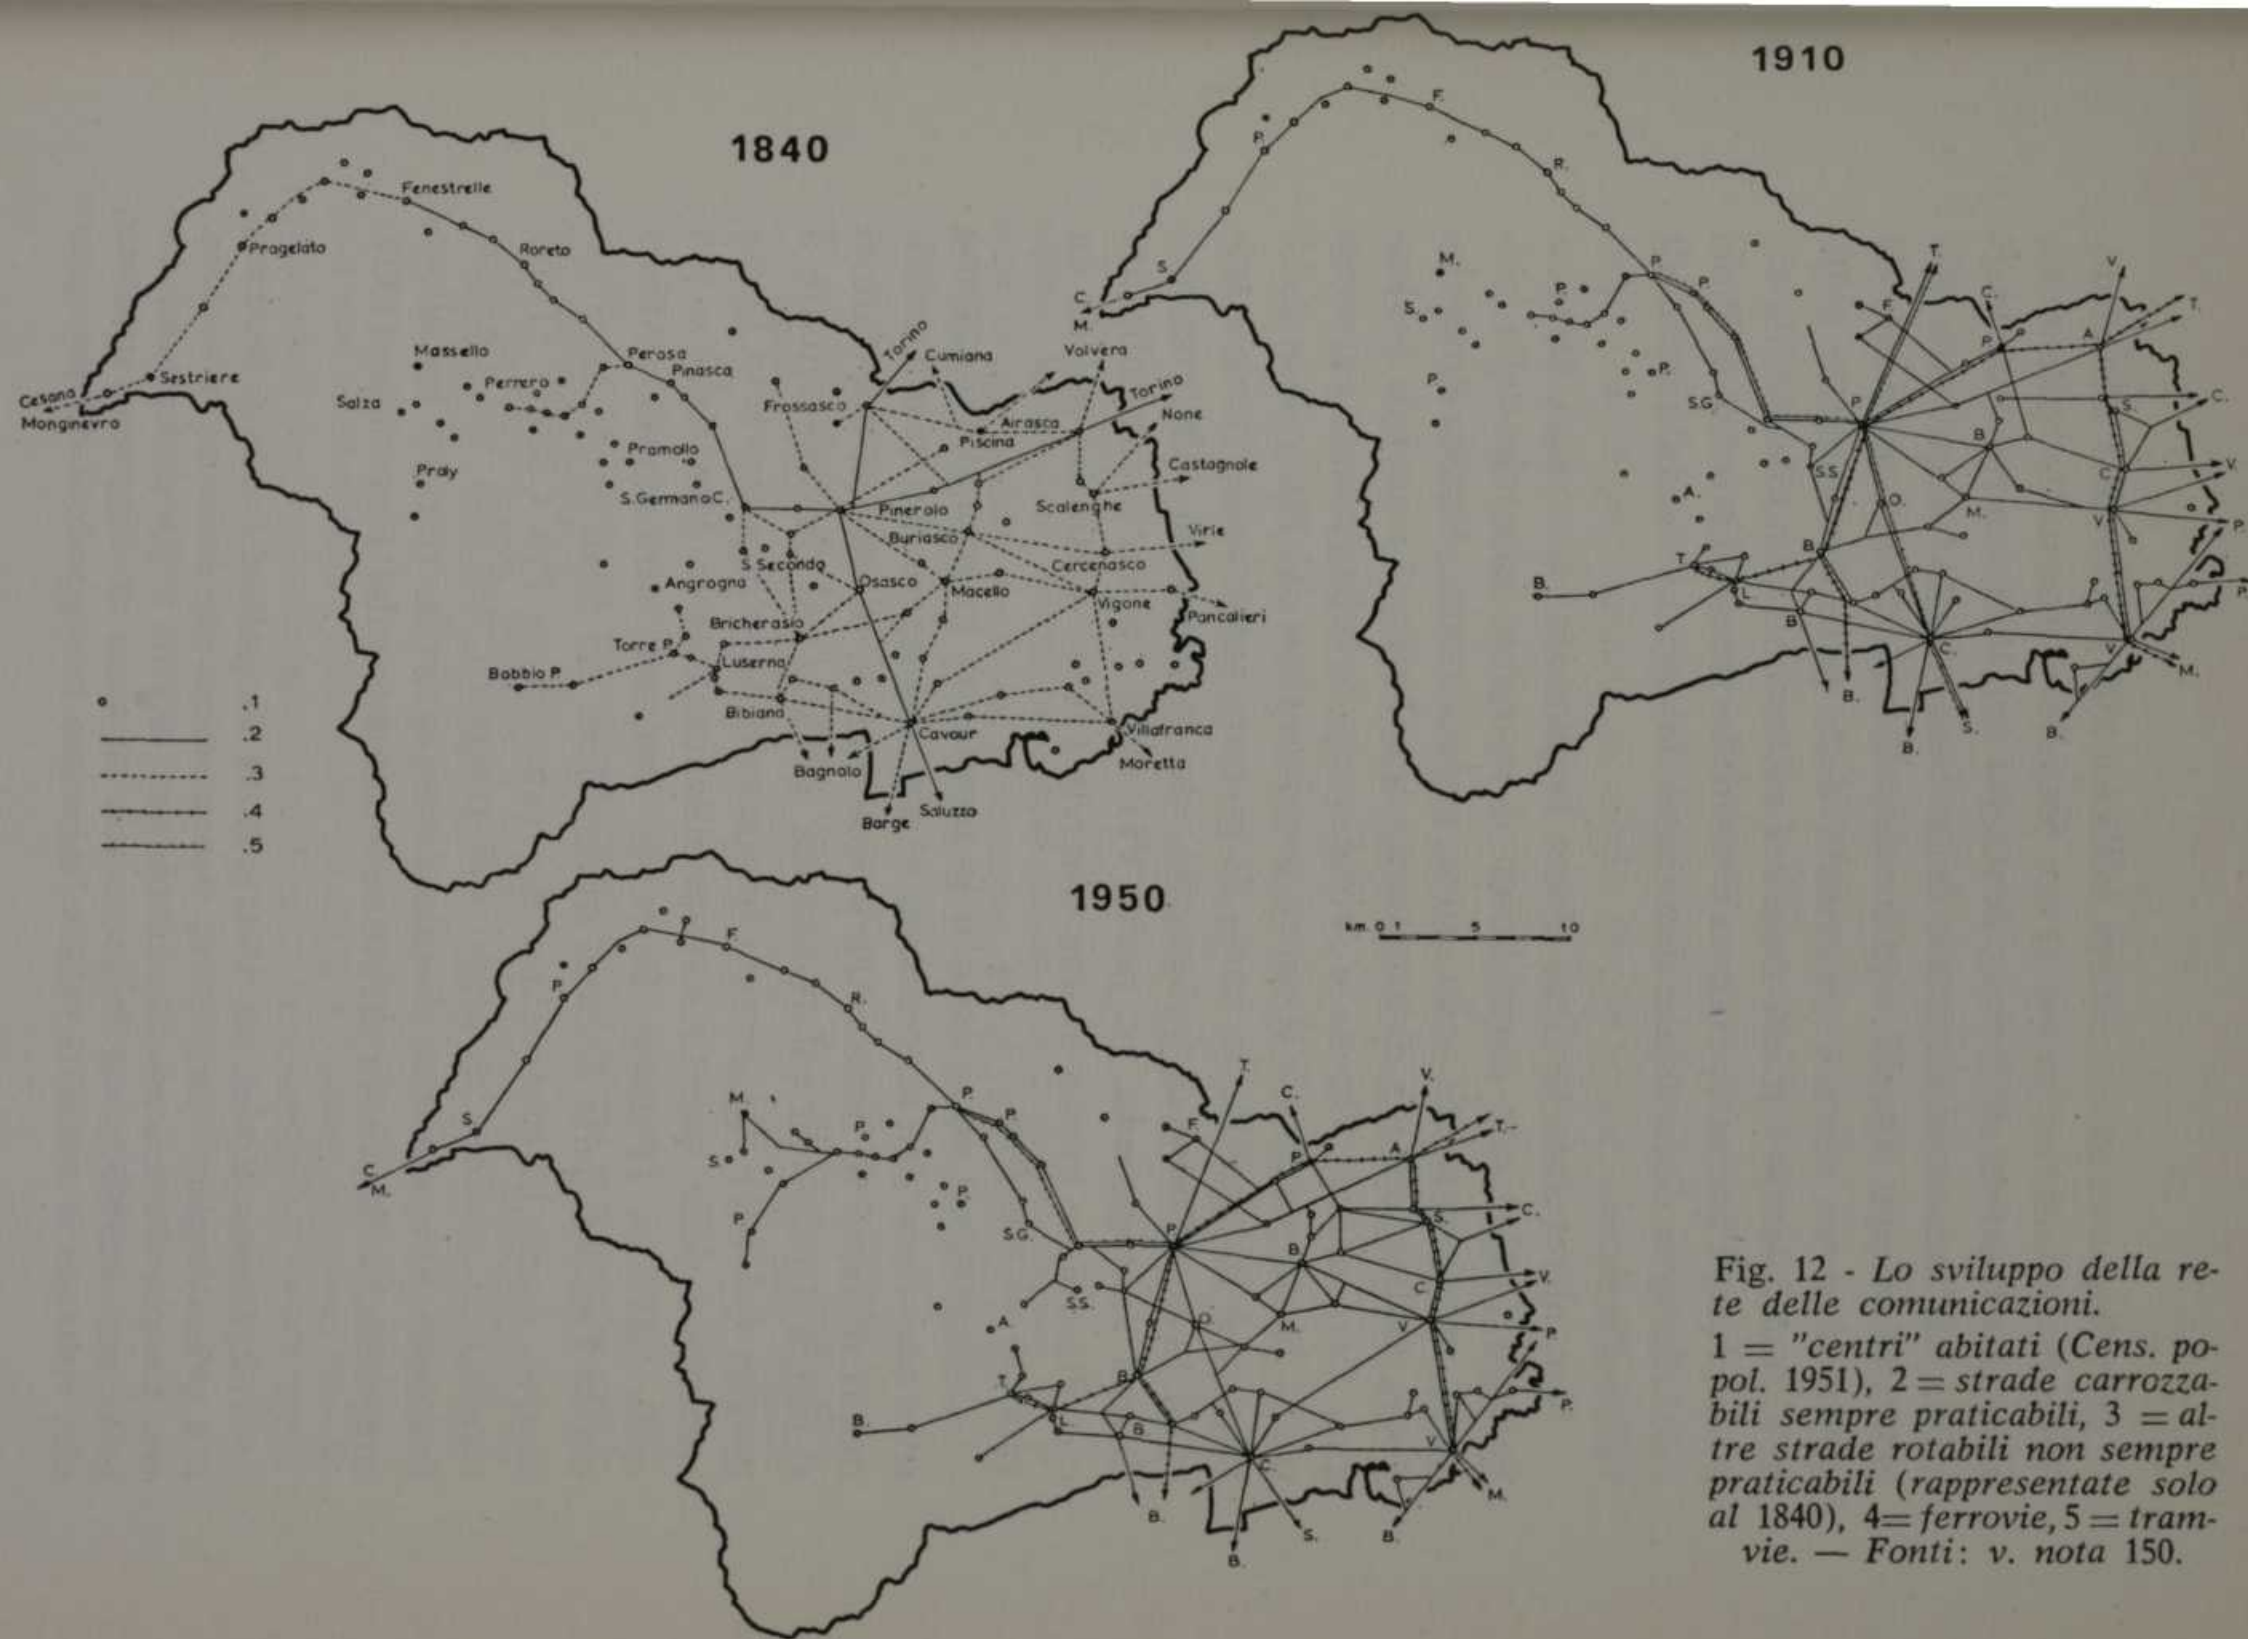 1840
Fenestrelle
Pragelato
Roreto
Massello
Perosa
Pinasca
Sestriere
Perrero
Cesana
Monginevro
Salza
Pramollo
Praly
S.Germano C.
Frossasco
Torino
Cumiana
Volvera
Torino
None
Airasca
Piscina
Castagnole
Scalenghe
Pinerolo
Buriasco
Virle
Cercenasco
S.Secondo
Angrogna
Osasco
Macello
Vigone
Pancalieri
Bricherasio
Torre P.
Luserna
Bobbio P.
Bibiana
Cavour
Villafranca
Moretta
Bagnolo
Barge
Saluzzo
.1
.2
.3
.4
.5
1910
F.
P.
R.
S.
C.
M.
P.
P.
M.
S.
P.
P.
P.
S.G.
T.
V.
C.
T.
F.
P.
A.
P.
S.
C.
B.
S.S.
C.
V.
A.
O.
M.
V.
P.
B.
T.
L.
B.
P.
B.
C.
V.
M.
B.
S.
B.
B.
1950
km. 0 1 5 10
F.
P.
R.
S.
C.
M.
P.
P.
M.
P.
S.
P.
P.
S.G.
T.
C.
V.
T.
F.
P.
A.
P.
S.
C.
B.
C.
V.
S.S.
A.
O.
M.
V.
P.
B.
T.
L.
B.
B.
P.
C.
V.
M.
B.
S.
B.
B.
Fig. 12 - Lo sviluppo della re-
te delle comunicazioni.
1 = "centri" abitati (Cens. po-
pol. 1951), 2 = strade carrozza-
bili sempre praticabili, 3 = al-
tre strade rotabili non sempre
praticabili (rappresentate solo
al 1840), 4 = ferrovie, 5 = tram-
vie. — Fonti: v. nota 150.